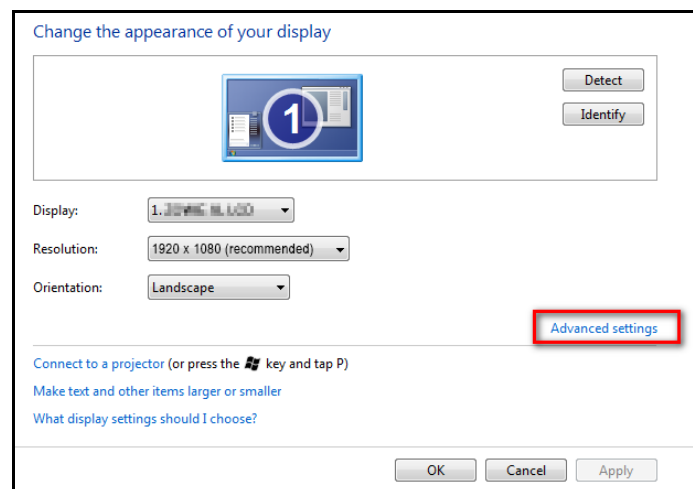 Change the appearance of your display
1
Detect
Identify
Display: 1.
Resolution: 1920 x 1080 (recommended)
Orientation: Landscape
Advanced settings
Connect to a projector (or press the key and tap P)
Make text and other items larger or smaller
What display settings should I choose?
OK Cancel Apply